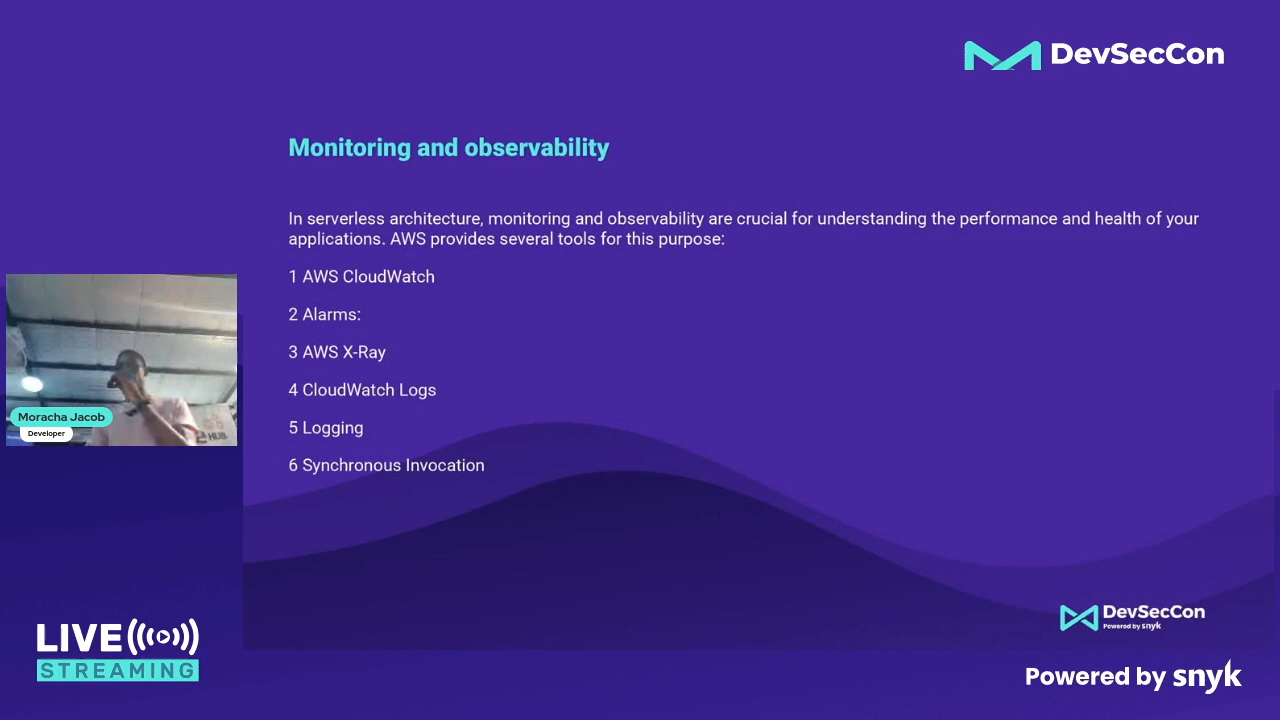 DevSecCon
Monitoring and observability
In serverless architecture, monitoring and observability are crucial for understanding the performance and health of your
applications. AWS provides several tools for this purpose:
1 AWS CloudWatch
2 Alarms:
3 AWS X-Ray
4 CloudWatch Logs
5 Logging
6 Synchronous Invocation
Moracha Jacob
Developer
HUB
LIVE
STREAMING
DevSecCon
Powered by snyk
Powered by snyk